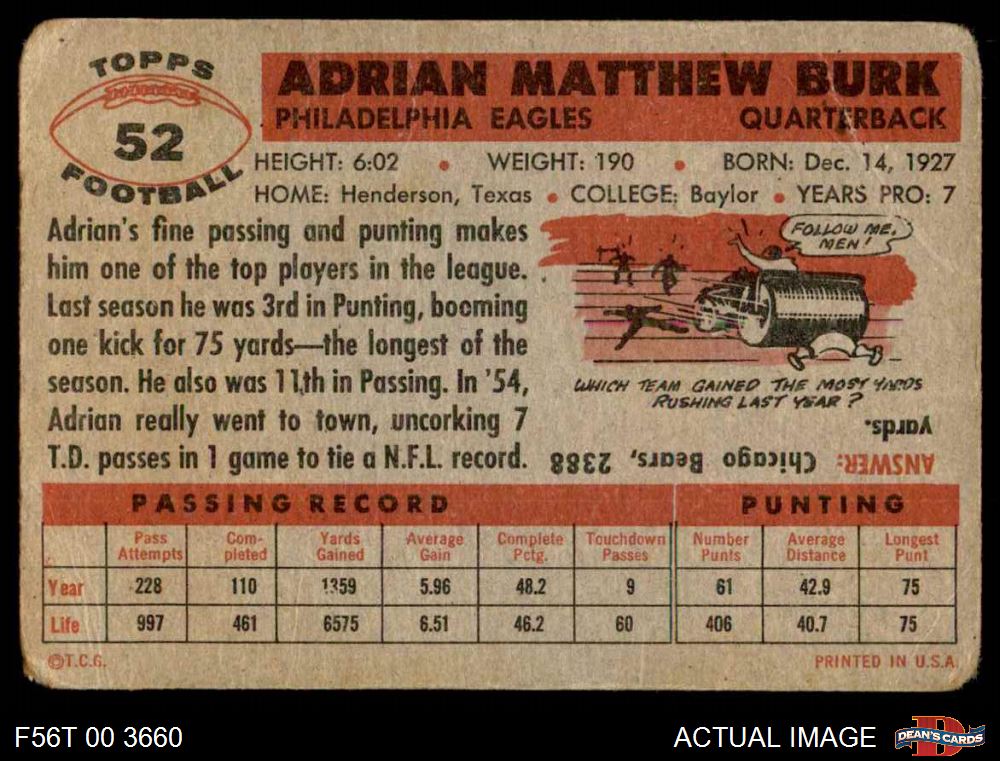 TOPPS
52
FOOTBALL
ADRIAN MATTHEW BURK
PHILADELPHIA EAGLES QUARTERBACK
HEIGHT: 6:02 • WEIGHT: 190 • BORN: Dec. 14, 1927
HOME: Henderson, Texas • COLLEGE: Baylor • YEARS PRO: 7
Adrian's fine passing and punting makes
him one of the top players in the league.
Last season he was 3rd in Punting, booming
one kick for 75 yards—the longest of the
season. He also was 11th in Passing. In '54,
Adrian really went to town, uncorking 7
T.D. passes in 1 game to tie a N.F.L. record.
FOLLOW ME,
MEN!
WHICH TEAM GAINED THE MOST YARDS
RUSHING LAST YEAR?
ANSWER: Chicago Bears, 2388
yards.
PASSING RECORD PUNTING
Pass Attempts Com-pleted Yards Gained Average Gain Complete Pctg. Touchdown Passes Number Punts Average Distance Longest Punt
Year 228 110 1359 5.96 48.2 9 61 42.9 75
Life 997 461 6575 6.51 46.2 60 406 40.7 75
©T.C.G. PRINTED IN U.S.A.
F56T 00 3660 ACTUAL IMAGE DEAN'S CARDS